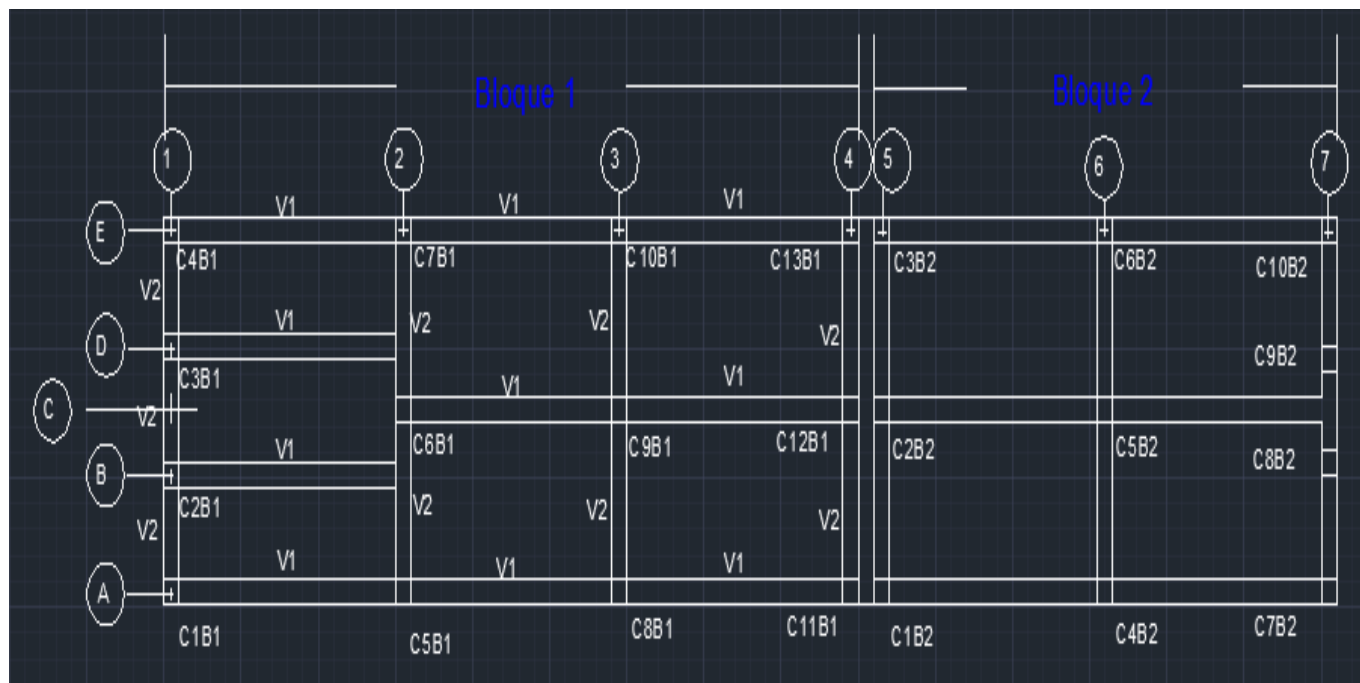 Bloque 1 Bloque 2
1 2 3 4 5 6 7
V1 V1 V1
E
C4B1 C7B1 C10B1 C13B1 C3B2 C6B2 C10B2
V2
V1 V2 V2 V2
D
C9B2
C3B1 V1 V1
C V2
V1 C6B1 C9B1 C12B1 C2B2 C5B2 C8B2
B
C2B1 V2 V2 V2
V2
V1 V1 V1
A
C1B1 C5B1 C8B1 C11B1 C1B2 C4B2 C7B2